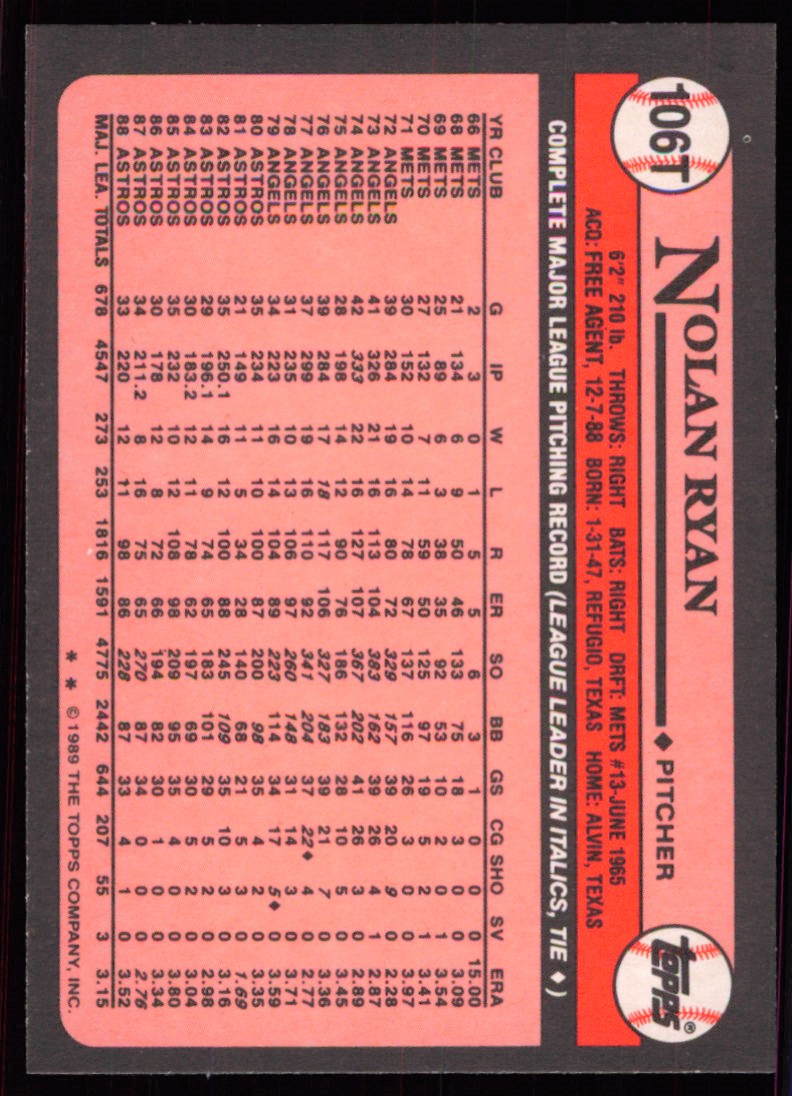 106T
NOLAN RYAN ♦ PITCHER
Topps®
6'2" 210 lb. THROWS: RIGHT BATS: RIGHT DRFT: METS #13-JUNE 1965
ACQ: FREE AGENT, 12-7-88 BORN: 1-31-47, REFUGIO, TEXAS HOME: ALVIN, TEXAS
COMPLETE MAJOR LEAGUE PITCHING RECORD (LEAGUE LEADER IN ITALICS, TIE ♦)
YR CLUB G IP W L R ER SO BB GS CG SHO SV ERA
66 METS 2 3 0 1 5 5 6 3 1 0 0 0 15.00
68 METS 21 134 6 9 50 46 133 75 18 3 0 0 3.09
69 METS 25 89 6 3 38 35 92 53 10 2 0 1 3.54
70 METS 27 132 7 11 59 50 125 97 19 5 2 1 3.41
71 METS 30 152 10 14 78 67 137 116 26 3 0 0 3.97
72 ANGELS 39 284 19 16 80 72 329 157 39 20 9 0 2.28
73 ANGELS 41 326 21 16 113 104 383 162 39 26 4 1 2.87
74 ANGELS 42 333 22 16 127 107 367 202 41 26 3 0 2.89
75 ANGELS 28 198 14 12 90 76 186 132 28 10 5 0 3.45
76 ANGELS 39 284 17 18 117 106 327 183 39 21 7 0 3.36
77 ANGELS 37 299 19 16 110 92 341 204 37 22♦ 4 0 2.77
78 ANGELS 31 235 10 13 106 97 260 148 31 14 3 0 3.71
79 ANGELS 34 223 16 14 104 89 223 114 34 17 5♦ 0 3.59
80 ASTROS 35 234 11 10 100 87 200 98 35 4 2 0 3.35
81 ASTROS 21 149 11 5 34 28 140 68 21 5 3 0 1.69
82 ASTROS 35 250.1 16 12 100 88 245 109 35 10 3 0 3.16
83 ASTROS 29 196.1 14 9 74 65 183 101 29 5 2 0 2.98
84 ASTROS 30 183.2 12 11 78 62 197 69 30 5 2 0 3.04
85 ASTROS 35 232 10 12 108 98 209 95 35 4 0 0 3.80
86 ASTROS 30 178 12 8 72 66 194 82 30 1 0 0 3.34
87 ASTROS 34 211.2 8 16 75 65 270 87 34 0 0 0 2.76
88 ASTROS 33 220 12 11 98 86 228 87 33 4 1 0 3.52
MAJ. LEA. TOTALS 678 4547 273 253 1816 1591 4775 2442 644 207 55 3 3.15
* * © 1989 THE TOPPS COMPANY, INC.